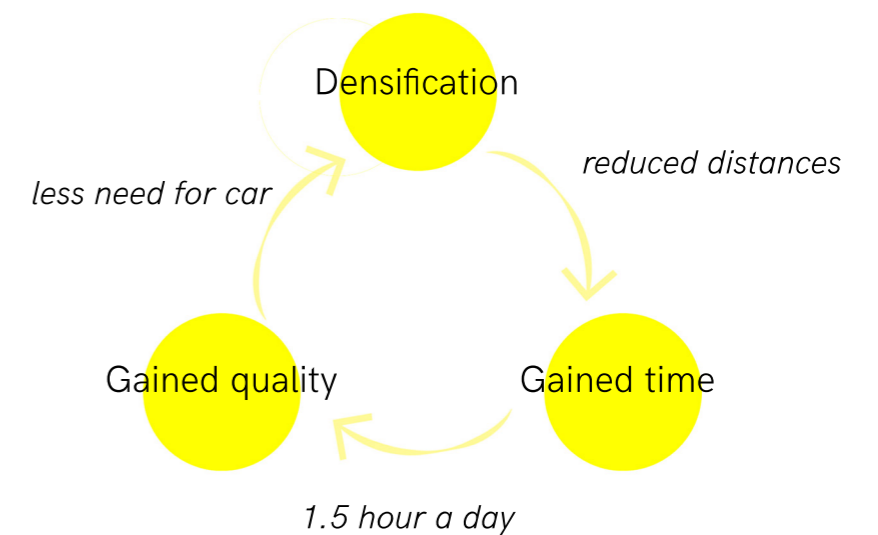 Densification
reduced distances
less need for car
Gained quality
Gained time
1.5 hour a day